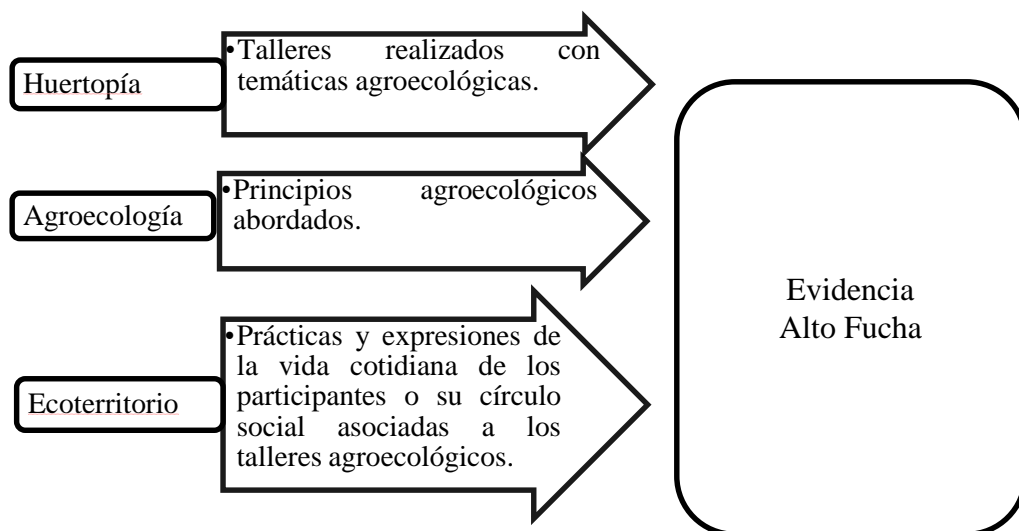 Huertopía
•Talleres realizados con
temáticas agroecológicas.
Agroecología
•Principios agroecológicos
abordados.
Ecoterritorio
•Prácticas y expresiones de
la vida cotidiana de los
participantes o su círculo
social asociadas a los
talleres agroecológicos.
Evidencia
Alto Fucha